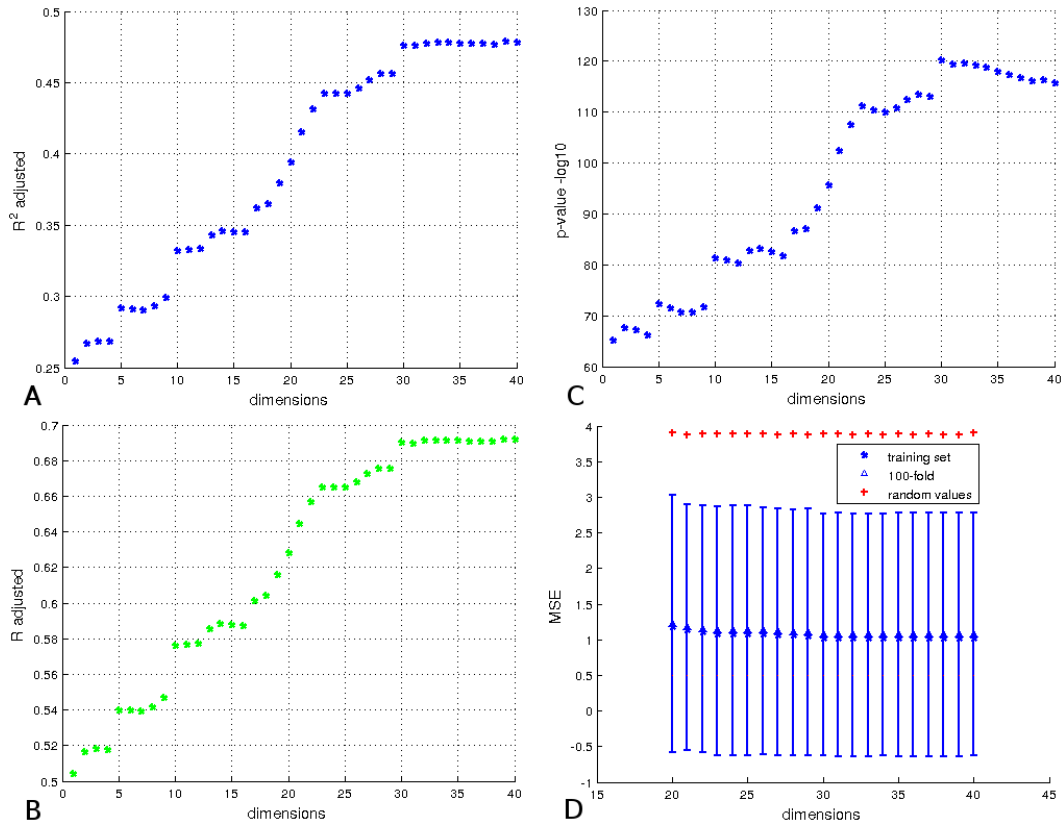 0.5
0.45
0.4
0.35
0.3
0.25
R² adjusted
0 5 10 15 20 25 30 35 40
dimensions
A
130
120
110
100
90
80
70
60
p-value -log10
0 5 10 15 20 25 30 35 40
dimensions
C
0.7
0.68
0.66
0.64
0.62
0.6
0.58
0.56
0.54
0.52
0.5
R adjusted
0 5 10 15 20 25 30 35 40
dimensions
B
4
3.5
3
2.5
2
1.5
1
0.5
0
-0.5
-1
MSE
training set
100-fold
random values
15 20 25 30 35 40 45
dimensions
D